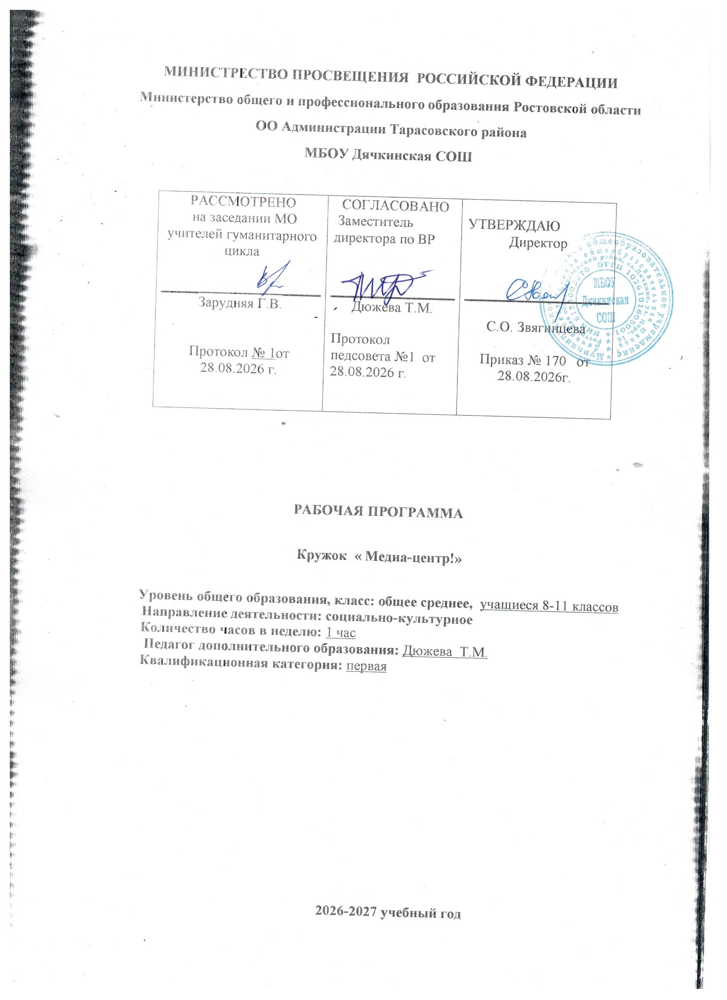 МИНИСТРЕСТВО ПРОСВЕЩЕНИЯ РОССИЙСКОЙ ФЕДЕРАЦИИ
Министерство общего и профессионального образования Ростовской области
ОО Администрации Тарасовского района
МБОУ Дячкинская СОШ
РАССМОТРЕНО
на заседании МО
учителей гуманитарного
цикла
Зарудняя Г.В.
Протокол № 1от
28.08.2026 г.
СОГЛАСОВАНО
Заместитель
директора по ВР
Дюжева Т.М.
Протокол
педсовета №1 от
28.08.2026 г.
УТВЕРЖДАЮ
Директор
С.О. Звягинцева
Приказ № 170 от
28.08.2026г.
общеобразовательное учреждение
ОГРН 1026101605001
МБОУ
Дячкинская
СОШ
РАБОЧАЯ ПРОГРАММА
Кружок « Медиа-центр!»
Уровень общего образования, класс: общее среднее, учащиеся 8-11 классов
Направление деятельности: социально-культурное
Количество часов в неделю: 1 час
Педагог дополнительного образования: Дюжева Т.М.
Квалификационная категория: первая
2026-2027 учебный год